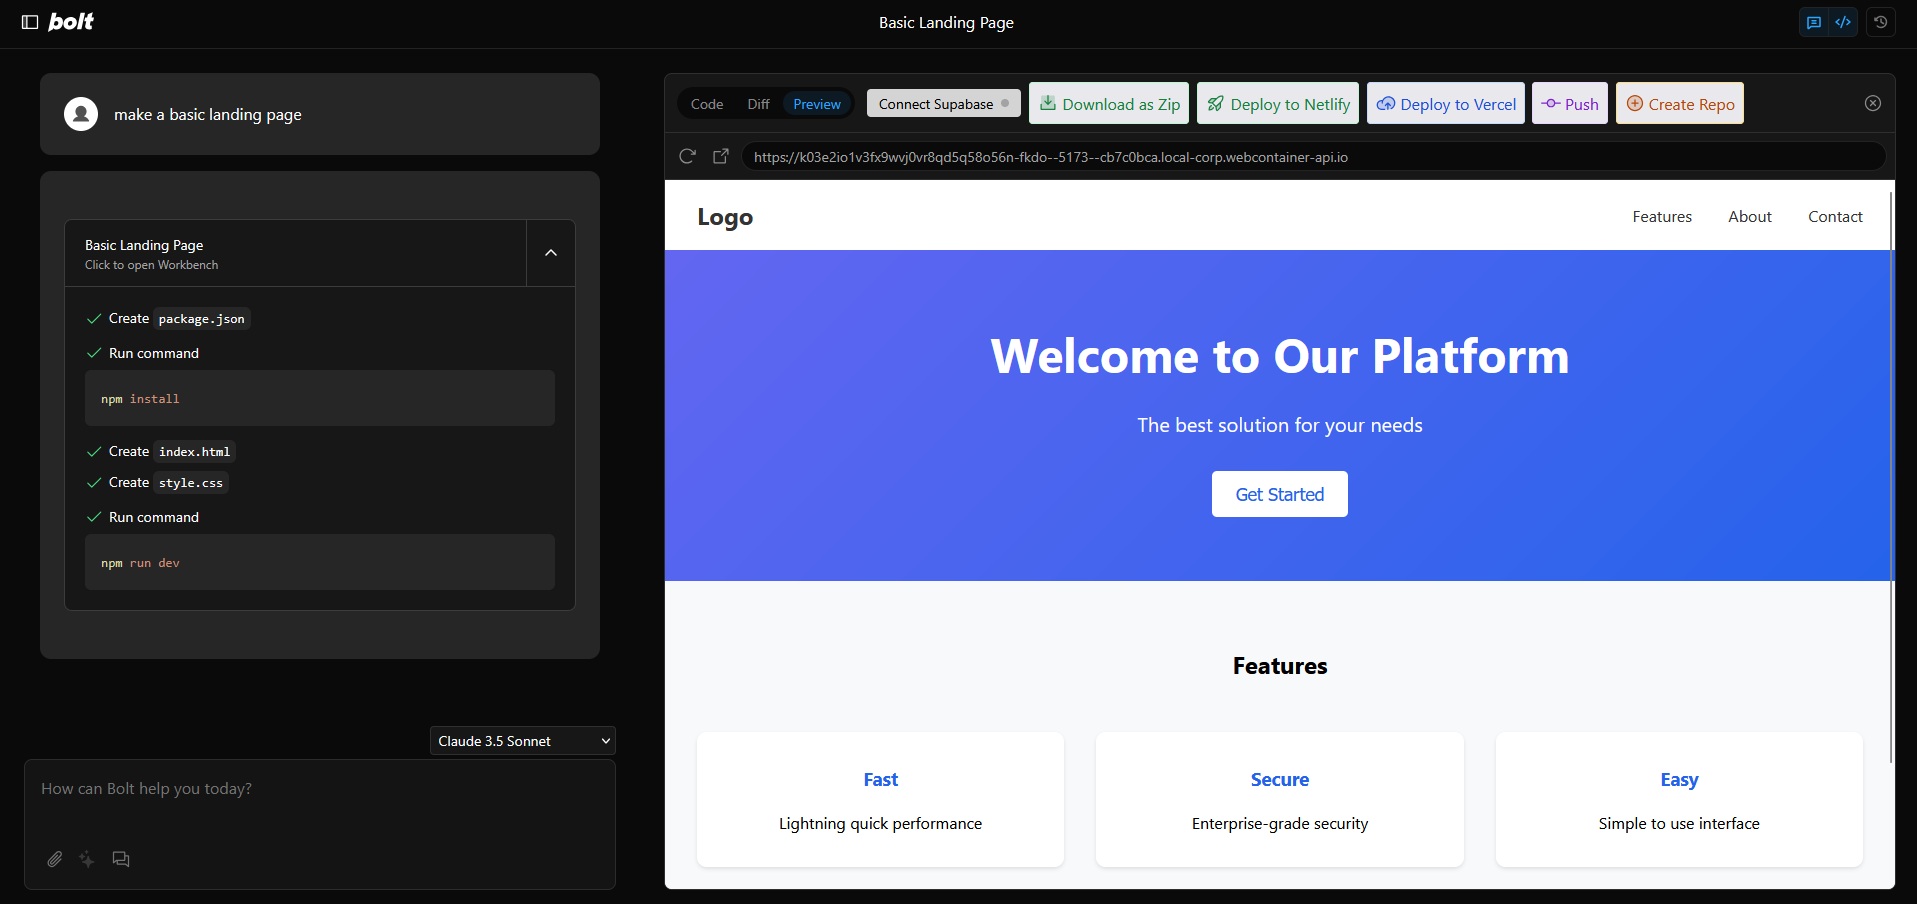 bolt
Basic Landing Page
make a basic landing page
Basic Landing Page
Click to open Workbench
Create package.json
Run command
npm install
Create index.html
Create style.css
Run command
npm run dev
Claude 3.5 Sonnet
How can Bolt help you today?
Code Diff Preview Connect Supabase Download as Zip Deploy to Netlify Deploy to Vercel Push Create Repo
https://k03e2io1v3fx9wvj0vr8qd5q58o56n-fkdo--5173--cb7c0bca.local-corp.webcontainer-api.io
Logo Features About Contact
Welcome to Our Platform
The best solution for your needs
Get Started
Features
Fast
Lightning quick performance
Secure
Enterprise-grade security
Easy
Simple to use interface